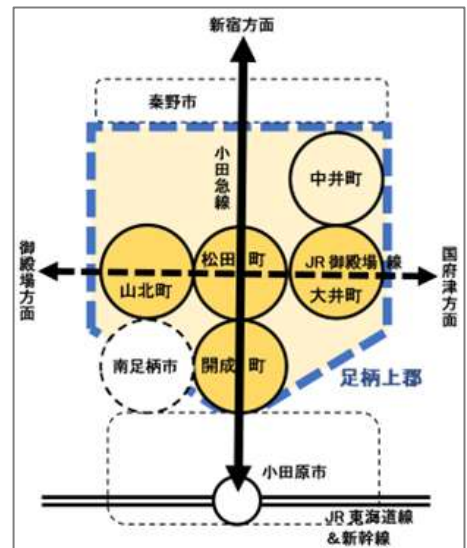 新宿方面
秦野市
小田急線
中井町
御殿場方面
国府津方面
松田町
JR御殿場線
山北町
大井町
南足柄市
開成町
足柄上郡
小田原市
JR東海道線
&新幹線